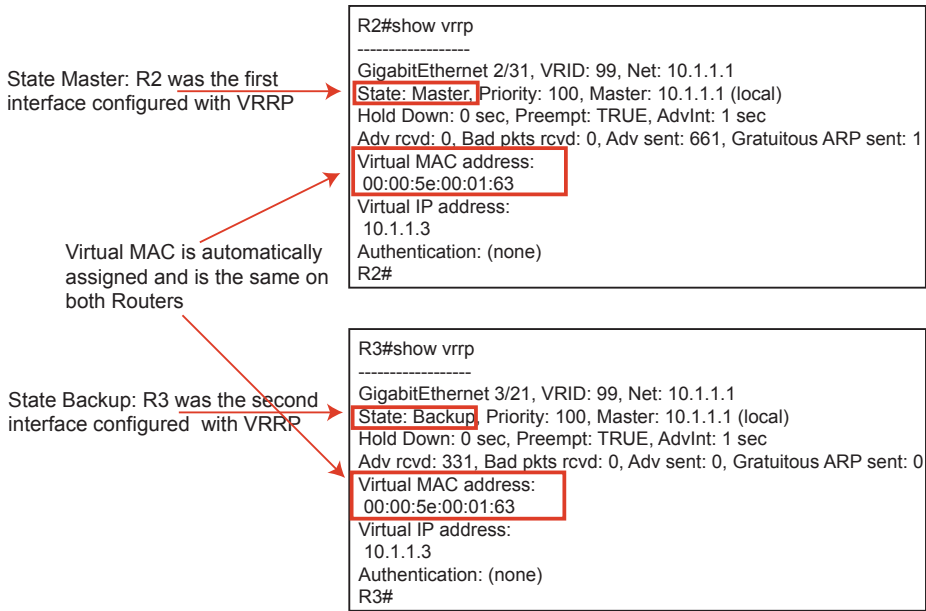 R2#show vrrp
------------------
GigabitEthernet 2/31, VRID: 99, Net: 10.1.1.1
State: Master, Priority: 100, Master: 10.1.1.1 (local)
Hold Down: 0 sec, Preempt: TRUE, AdvInt: 1 sec
Adv rcvd: 0, Bad pkts rcvd: 0, Adv sent: 661, Gratuitous ARP sent: 1
Virtual MAC address:
00:00:5e:00:01:63
Virtual IP address:
10.1.1.3
Authentication: (none)
R2#
State Master: R2 was the first
interface configured with VRRP
Virtual MAC is automatically
assigned and is the same on
both Routers
State Backup: R3 was the second
interface configured with VRRP
R3#show vrrp
------------------
GigabitEthernet 3/21, VRID: 99, Net: 10.1.1.1
State: Backup, Priority: 100, Master: 10.1.1.1 (local)
Hold Down: 0 sec, Preempt: TRUE, AdvInt: 1 sec
Adv rcvd: 331, Bad pkts rcvd: 0, Adv sent: 0, Gratuitous ARP sent: 0
Virtual MAC address:
00:00:5e:00:01:63
Virtual IP address:
10.1.1.3
Authentication: (none)
R3#